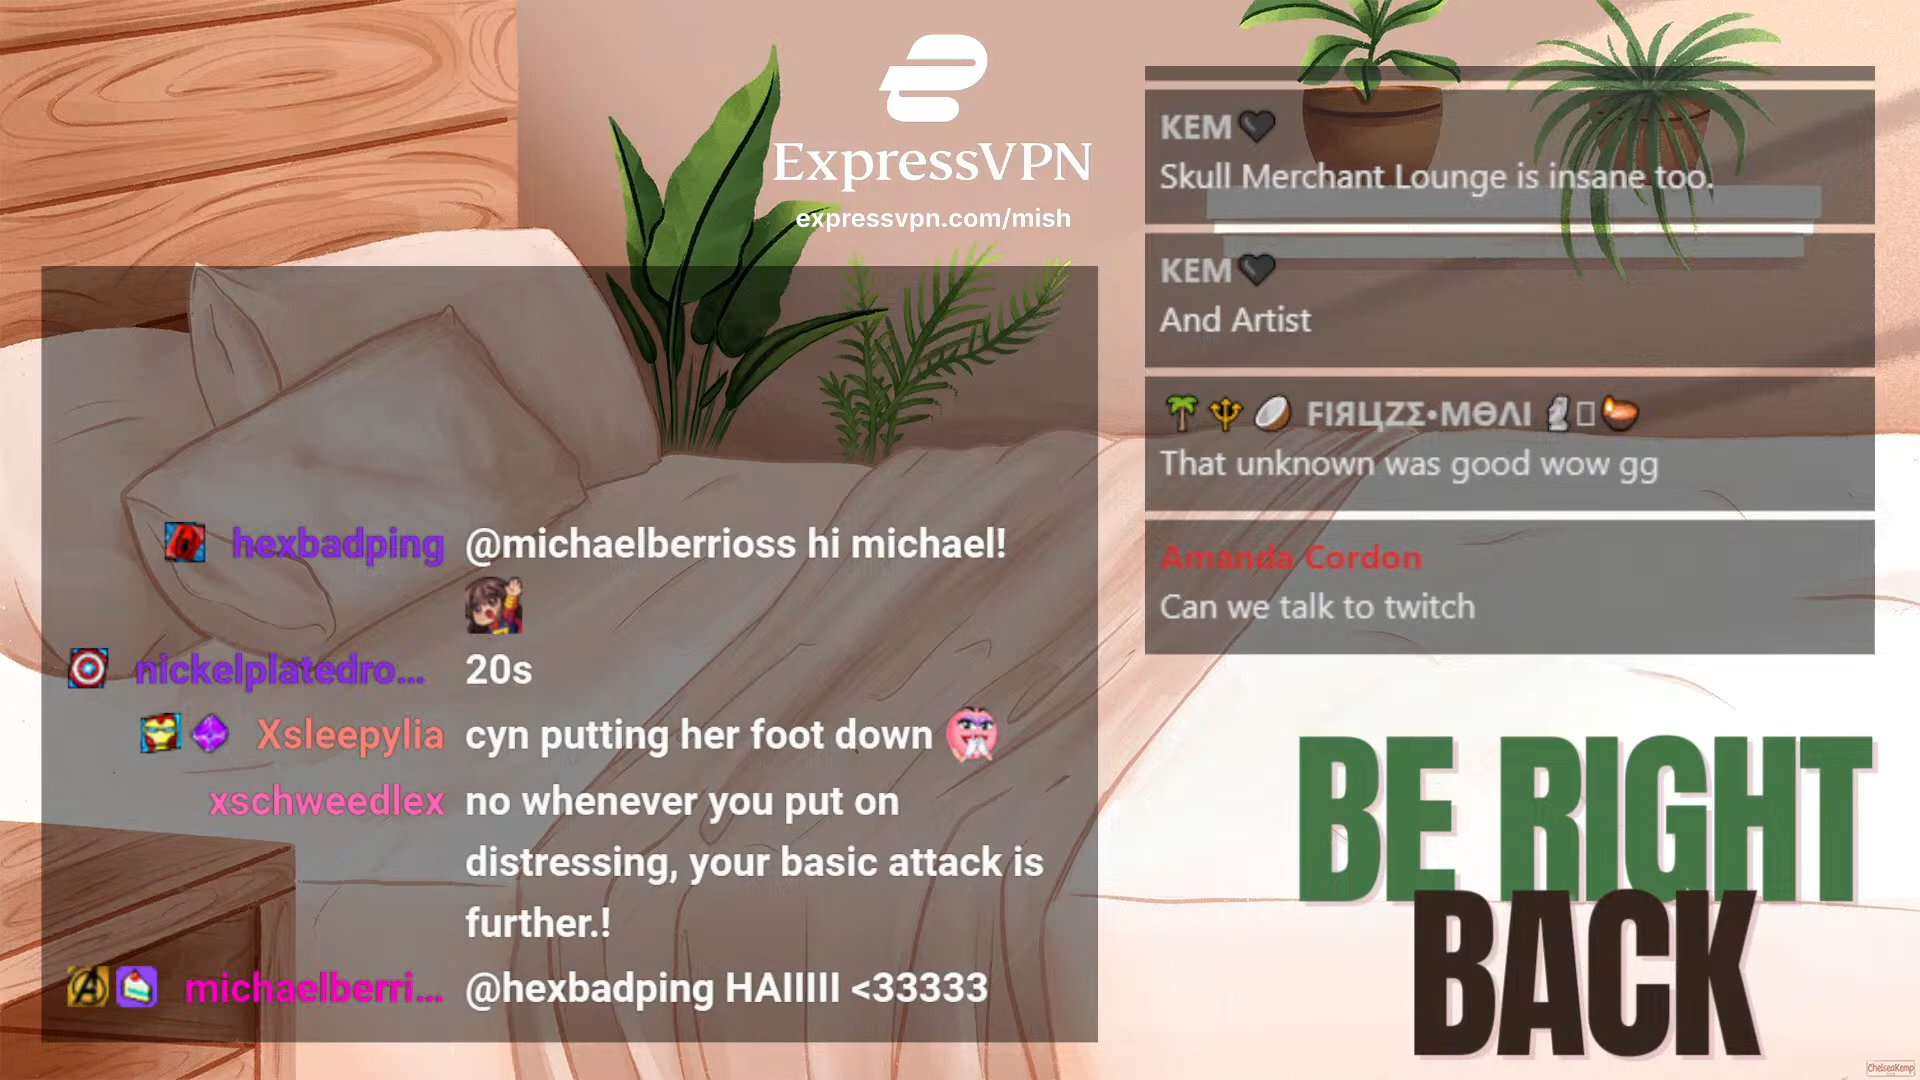 ExpressVPN
expressvpn.com/mish
KEM🖤
Skull Merchant Lounge is insane too.
KEM🖤
And Artist
🌴🔱🥥 FIЯЦZΣ•MѲΛI 🗿
That unknown was good wow gg
Amanda Cordon
Can we talk to twitch
hexbadping @michaelberrioss hi michael!
nickelplatedro... 20s
Xsleepylia cyn putting her foot down
xschweedlex no whenever you put on
distressing, your basic attack is
further.!
michaelberri... @hexbadping HAIIIII <33333
BE RIGHT
BACK
ChelseaKemp